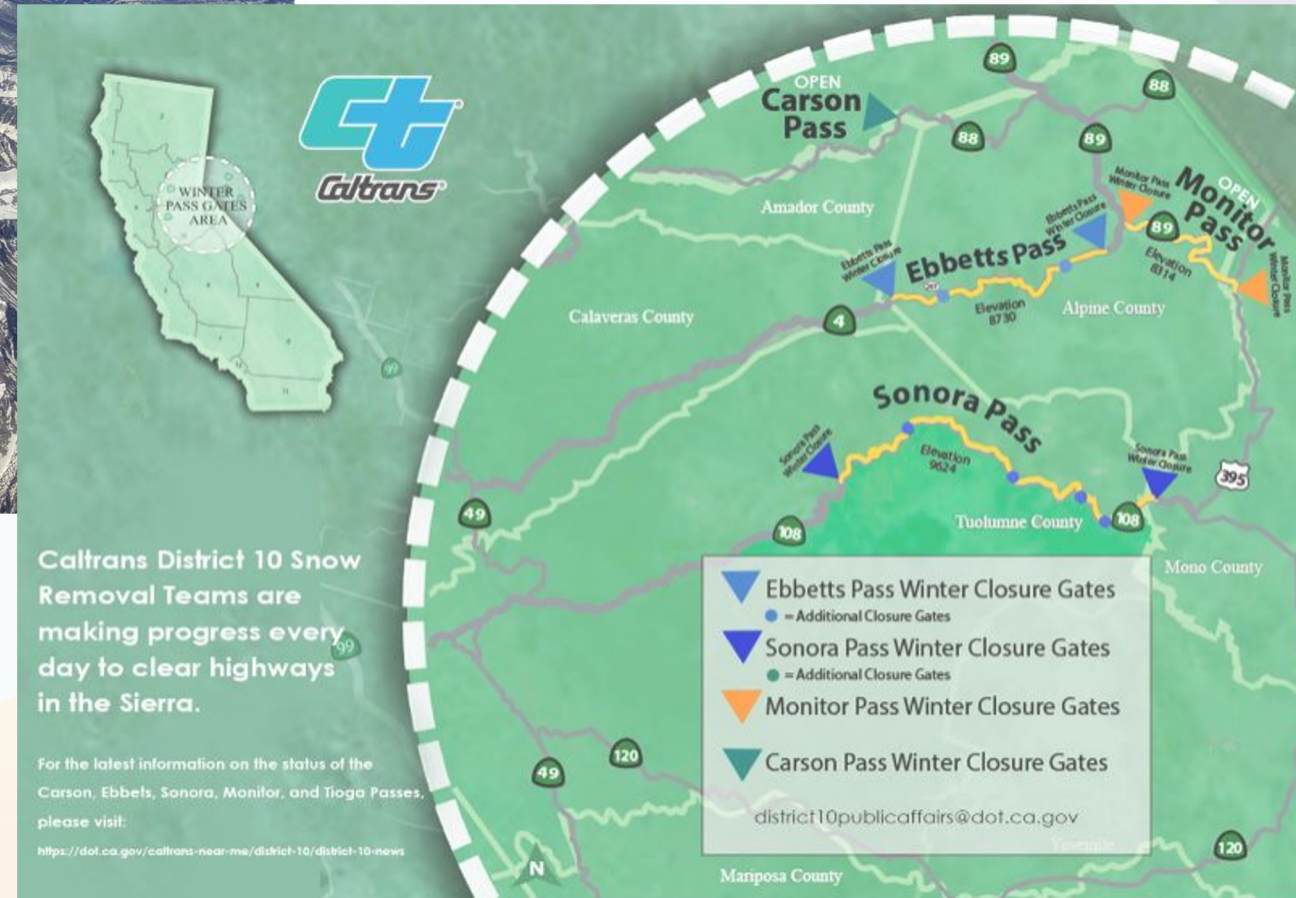 WINTER
PASS GATES
AREA
Caltrans
Caltrans District 10 Snow
Removal Teams are
making progress every
day to clear highways
in the Sierra.
For the latest information on the status of the
Carson, Ebbets, Sonora, Monitor, and Tioga Passes,
please visit:
https://dot.ca.gov/caltrans-near-me/district-10/district-10-news
99
99
OPEN
Carson
Pass
89
88
88
89
Amador County
Monitor Pass
Winter Closure
OPEN
Monitor
Pass
89
Elevation
8314
Monitor Pass
Winter Closure
Ebbetts Pass
Winter Closure
Ebbetts Pass
Winter Closure
Ebbetts Pass
Elevation
8730
Alpine County
Calaveras County
4
Sonora Pass
Sonora Pass
Winter Closure
Elevation
9624
Sonora Pass
Winter Closure
395
49
108
Tuolumne County
108
Mono County
Ebbetts Pass Winter Closure Gates
= Additional Closure Gates
Sonora Pass Winter Closure Gates
= Additional Closure Gates
Monitor Pass Winter Closure Gates
Carson Pass Winter Closure Gates
district10publicaffairs@dot.ca.gov
Yosemite
120
49
120
N
Mariposa County